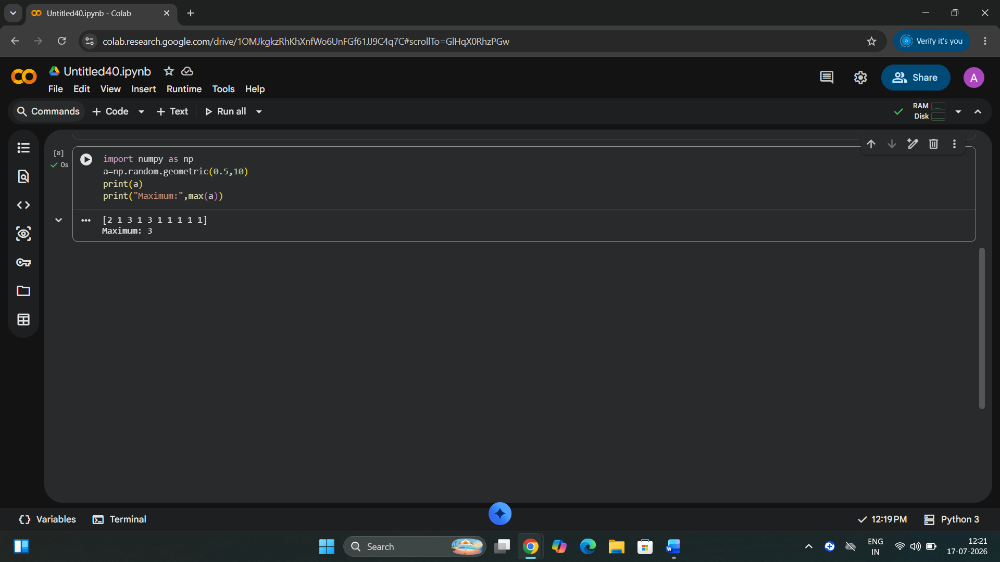 Untitled40.ipynb - Colab
colab.research.google.com/drive/1OMJkgkzRhKhXnfWo6UnFGf61JJ9C4q7C#scrollTo=GlHqX0RhzPGw
a Verify it's you
Untitled40.ipynb
File Edit View Insert Runtime Tools Help
Share
A
Commands + Code + Text Run all
RAM
Disk
[8]
0s
import numpy as np
a=np.random.geometric(0.5,10)
print(a)
print("Maximum:",max(a))
[2 1 3 1 3 1 1 1 1 1]
Maximum: 3
{} Variables Terminal
12:19 PM Python 3
Search
ENG
IN
12:21
17-07-2026